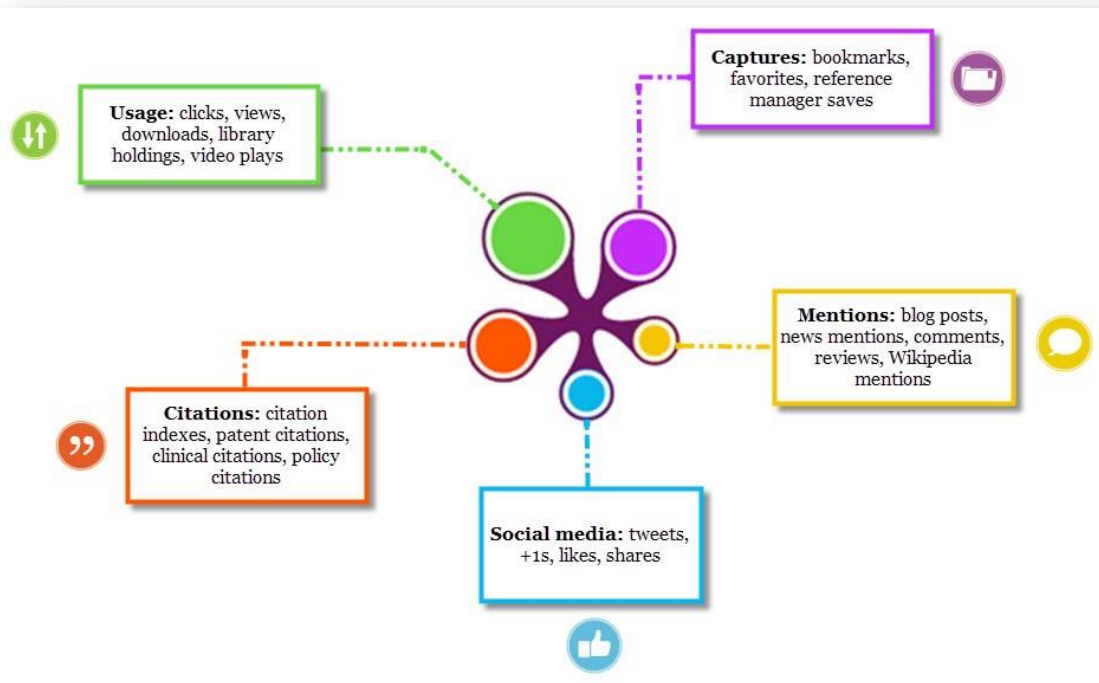 Captures: bookmarks,
favorites, reference
manager saves
Usage: clicks, views,
downloads, library
holdings, video plays
Mentions: blog posts,
news mentions, comments,
reviews, Wikipedia
mentions
Citations: citation
indexes, patent citations,
clinical citations, policy
citations
Social media: tweets,
+1s, likes, shares